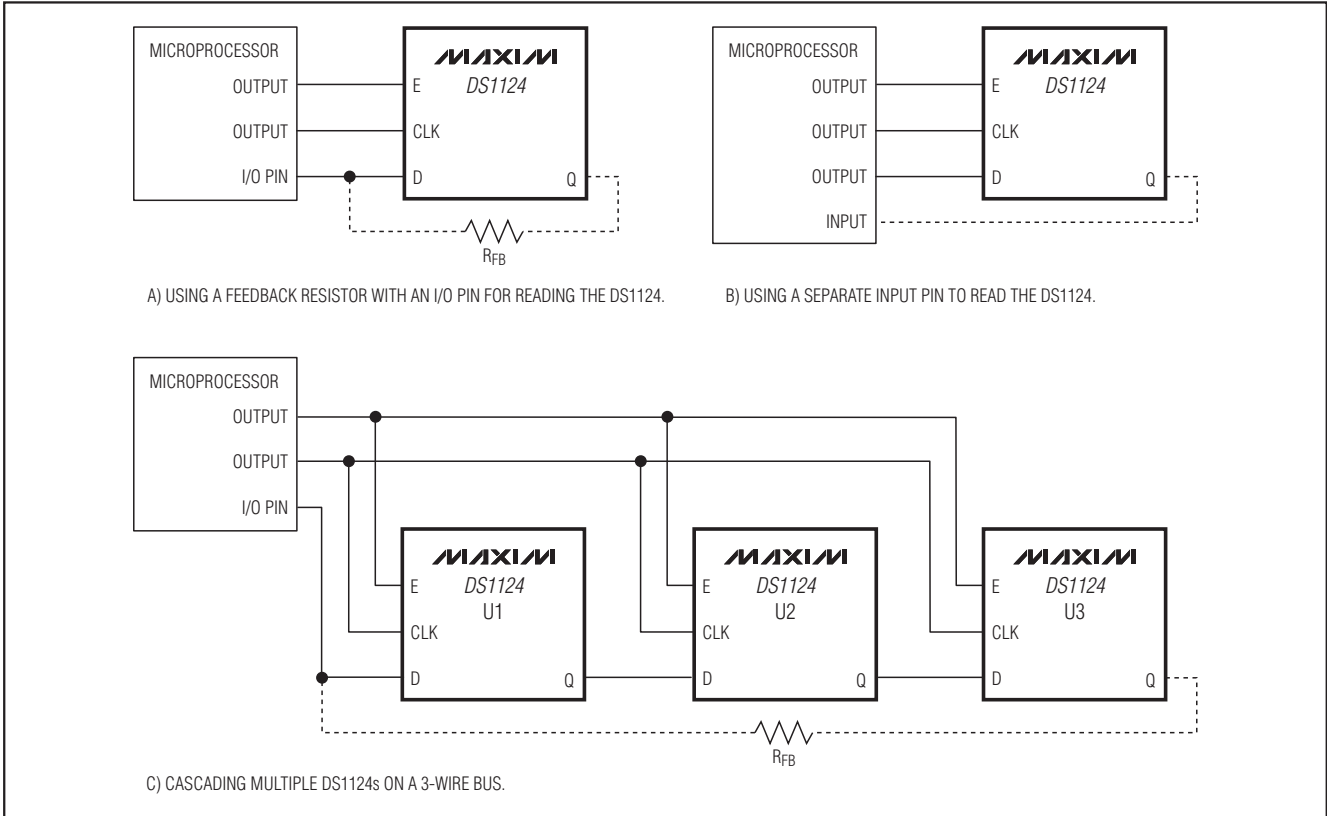 MICROPROCESSOR
OUTPUT
OUTPUT
I/O PIN
MAXIM
DS1124
E
CLK
D
Q
RFB
A) USING A FEEDBACK RESISTOR WITH AN I/O PIN FOR READING THE DS1124.
MICROPROCESSOR
OUTPUT
OUTPUT
OUTPUT
INPUT
MAXIM
DS1124
E
CLK
D
Q
B) USING A SEPARATE INPUT PIN TO READ THE DS1124.
MICROPROCESSOR
OUTPUT
OUTPUT
I/O PIN
MAXIM
DS1124
U1
E
CLK
D
Q
MAXIM
DS1124
U2
E
CLK
D
Q
MAXIM
DS1124
U3
E
CLK
D
Q
RFB
C) CASCADING MULTIPLE DS1124s ON A 3-WIRE BUS.